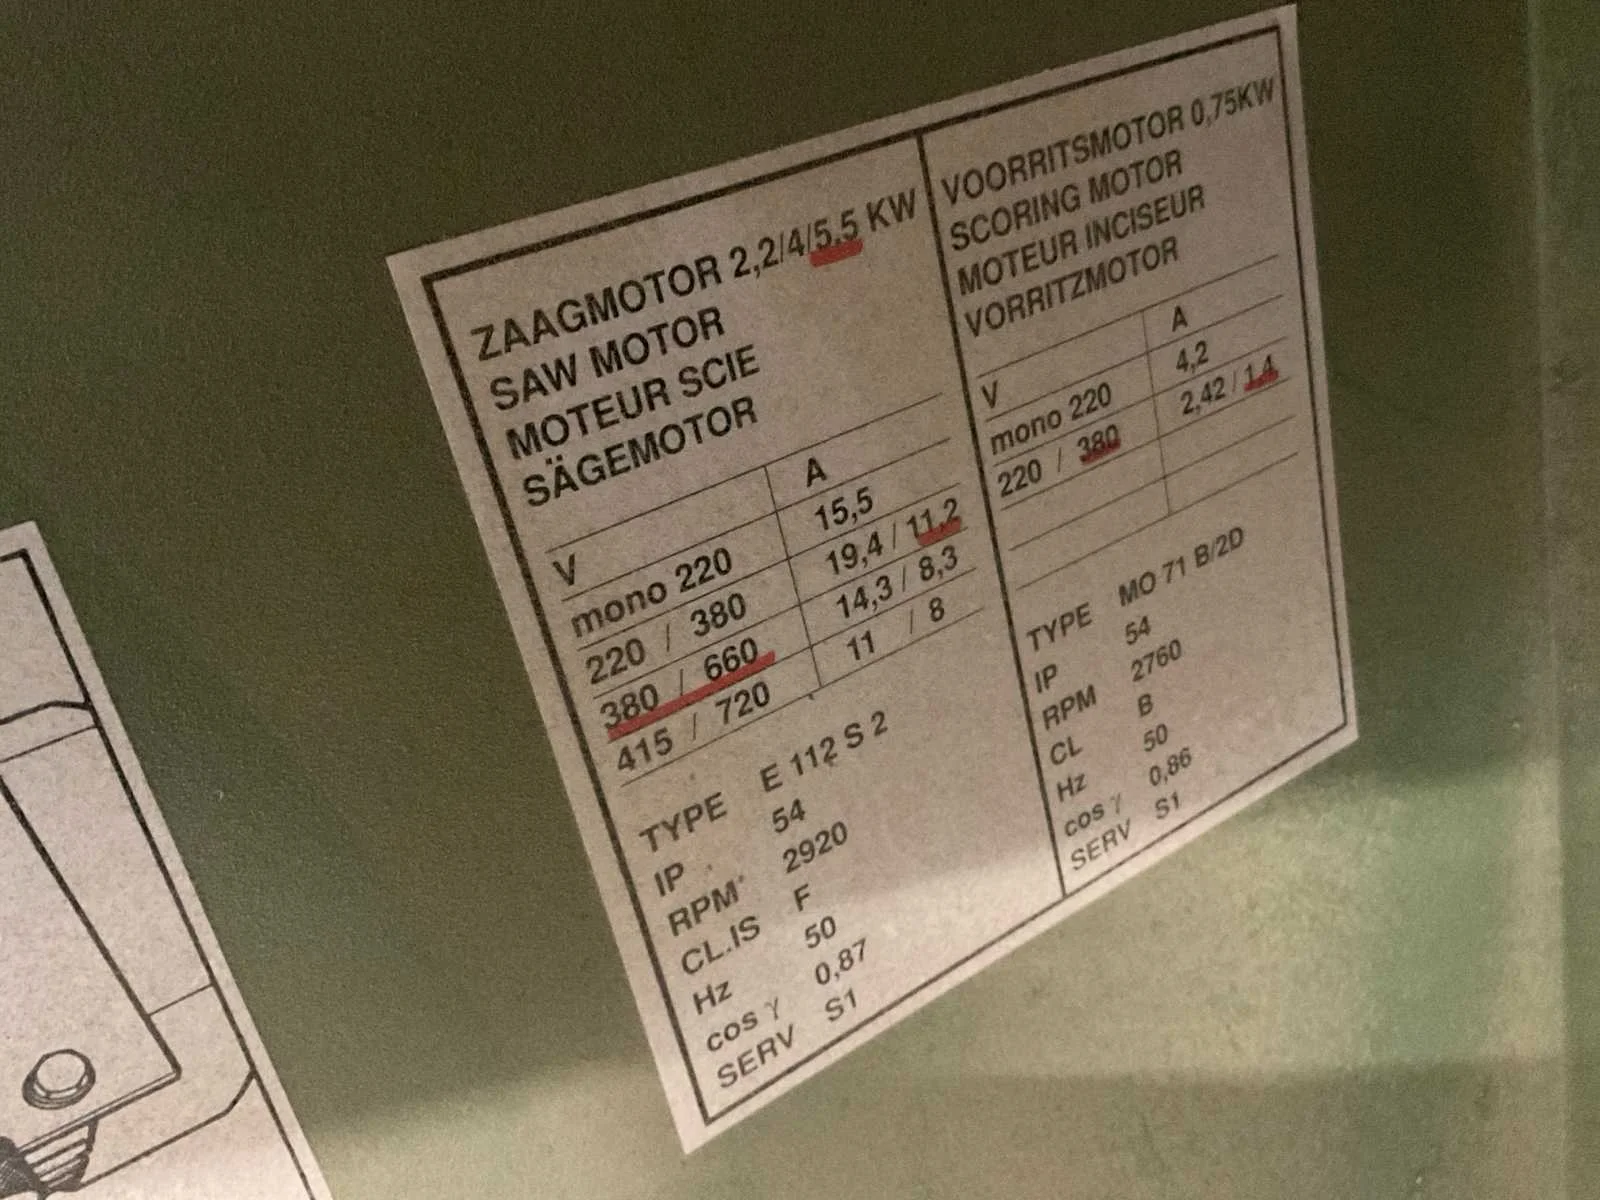 ZAAGMOTOR 2,2/4/5,5 KW
SAW MOTOR
MOTEUR SCIE
SÄGEMOTOR
V A
mono 220 15,5
220 / 380 19,4 / 11,2
380 / 660 14,3 / 8,3
415 / 720 11 / 8
TYPE E 112 S 2
IP 54
RPM 2920
CL.IS F
Hz 50
cos γ 0,87
SERV S1
VOORRITSMOTOR 0,75KW
SCORING MOTOR
MOTEUR INCISEUR
VORRITZMOTOR
V A
mono 220 4,2
220 / 380 2,42 / 1,4
TYPE MO 71 B/2D
IP 54
RPM 2760
CL B
Hz 50
cos γ 0,86
SERV S1